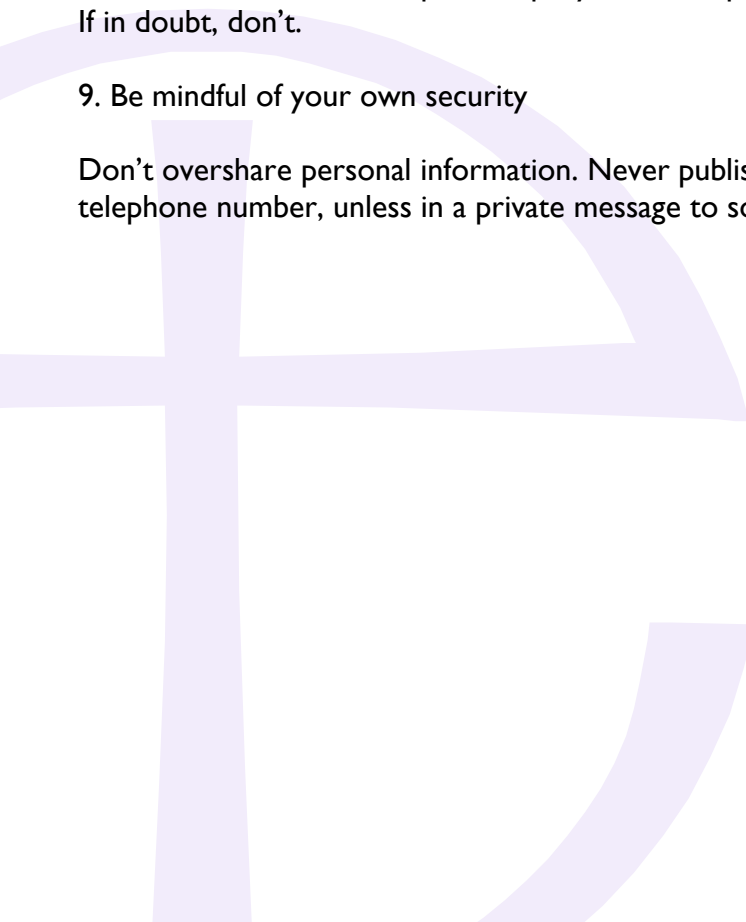 If in doubt, don’t.
9. Be mindful of your own security
Don’t overshare personal information. Never
telephone number, unless in a private message to